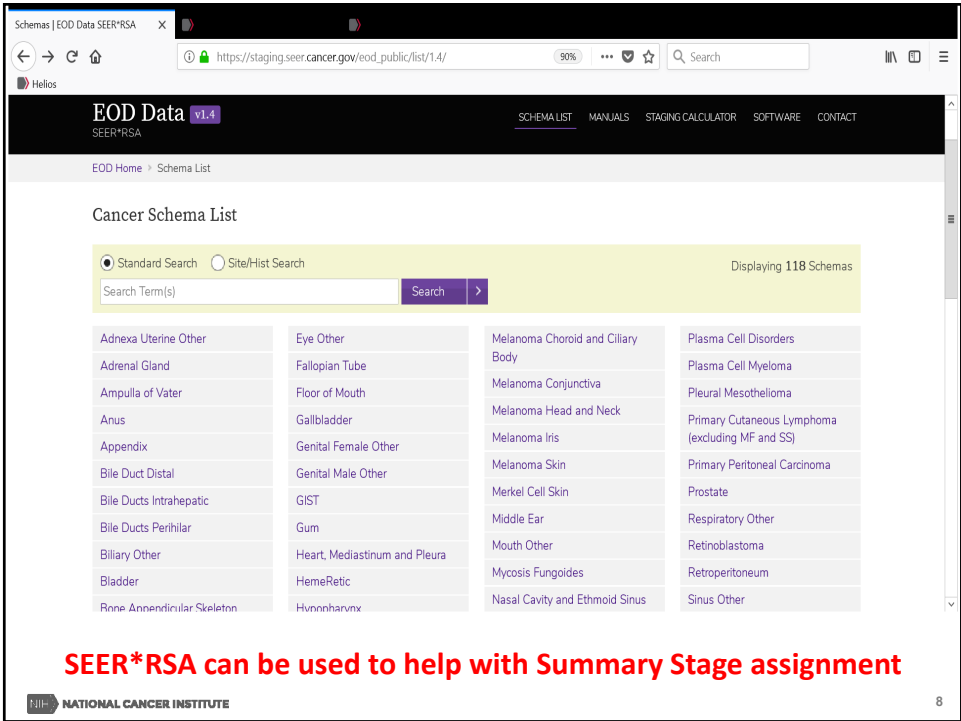 Schemas | EOD Data SEER*RSA
https://staging.seer.cancer.gov/eod_public/list/1.4/
90%
Search
Helios
EOD Data v1.4
SEER*RSA
SCHEMA LIST MANUALS STAGING CALCULATOR SOFTWARE CONTACT
EOD Home > Schema List
Cancer Schema List
Standard Search Site/Hist Search
Displaying 118 Schemas
Search Term(s)
Search >
Adnexa Uterine Other
Adrenal Gland
Ampulla of Vater
Anus
Appendix
Bile Duct Distal
Bile Ducts Intrahepatic
Bile Ducts Perihilar
Biliary Other
Bladder
Bone Appendicular Skeleton
Eye Other
Fallopian Tube
Floor of Mouth
Gallbladder
Genital Female Other
Genital Male Other
GIST
Gum
Heart, Mediastinum and Pleura
HemeRetic
Hypopharynx
Melanoma Choroid and Ciliary
Body
Melanoma Conjunctiva
Melanoma Head and Neck
Melanoma Iris
Melanoma Skin
Merkel Cell Skin
Middle Ear
Mouth Other
Mycosis Fungoides
Nasal Cavity and Ethmoid Sinus
Plasma Cell Disorders
Plasma Cell Myeloma
Pleural Mesothelioma
Primary Cutaneous Lymphoma
(excluding MF and SS)
Primary Peritoneal Carcinoma
Prostate
Respiratory Other
Retinoblastoma
Retroperitoneum
Sinus Other
SEER*RSA can be used to help with Summary Stage assignment
NIH NATIONAL CANCER INSTITUTE
8